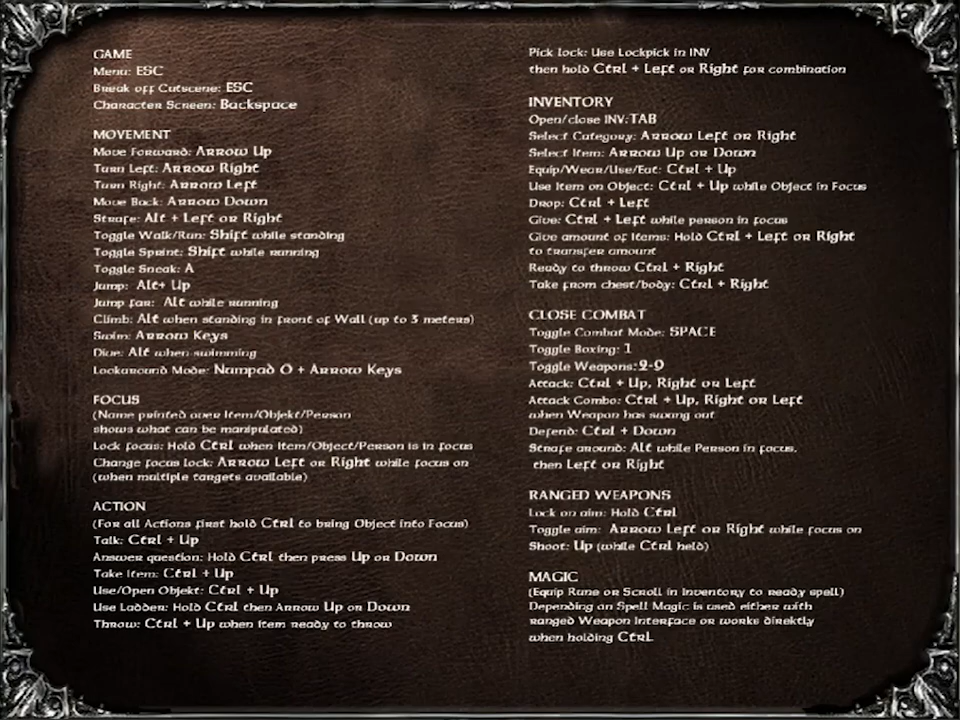 GAME
Menu: ESC
Break off Cutscene: ESC
Character Screen: Backspace
MOVEMENT
Move Forward: Arrow Up
Turn Left: Arrow Right
Turn Right: Arrow Left
Move Back: Arrow Down
Strafe: Alt + Left or Right
Toggle Walk/Run: Shift while standing
Toggle Sprint: Shift while running
Toggle Sneak: A
Jump: Alt+ Up
Jump far: Alt while running
Climb: Alt when standing in front of Wall (up to 3 meters)
Swim: Arrow Keys
Dive: Alt when swimming
Lookaround Mode: Numpad 0 + Arrow Keys
FOCUS
(Name printed over Item/Objekt/Person
shows what can be manipulated)
Lock focus: Hold Ctrl when Item/Object/Person is in focus
Change focus lock: Arrow Left or Right while focus on
(when multiple targets available)
ACTION
(For all Actions first hold Ctrl to bring Object into Focus)
Talk: Ctrl + Up
Answer question: Hold Ctrl then press Up or Down
Take Item: Ctrl + Up
Use/Open Objekt: Ctrl + Up
Use Ladder: Hold Ctrl then Arrow Up or Down
Throw: Ctrl + Up when item ready to throw
Pick lock: Use Lockpick in INV
then hold Ctrl + Left or Right for combination
INVENTORY
Open/close INV:TAB
Select Category: Arrow Left or Right
Select Item: Arrow Up or Down
Equip/Wear/Use/Eat: Ctrl + Up
Use Item on Object: Ctrl + Up while Object in Focus
Drop: Ctrl + Left
Give: Ctrl + Left while person in focus
Give amount of Items: Hold Ctrl + Left or Right
to transfer amount
Ready to throw Ctrl + Right
Take from chest/body: Ctrl + Right
CLOSE COMBAT
Toggle Combat Mode: SPACE
Toggle Boxing: 1
Toggle Weapons:2-9
Attack: Ctrl + Up, Right or Left
Attack Combo: Ctrl + Up, Right or Left
when Weapon has swung out
Defend: Ctrl + Down
Strafe around: Alt while Person in focus,
then Left or Right
RANGED WEAPONS
Lock on aim: Hold Ctrl
Toggle aim: Arrow Left or Right while focus on
Shoot: Up (while Ctrl held)
MAGIC
(Equip Rune or Scroll in Inventory to ready spell)
Depending on Spell Magic is used either with
ranged Weapon Interface or works direktly
when holding Ctrl